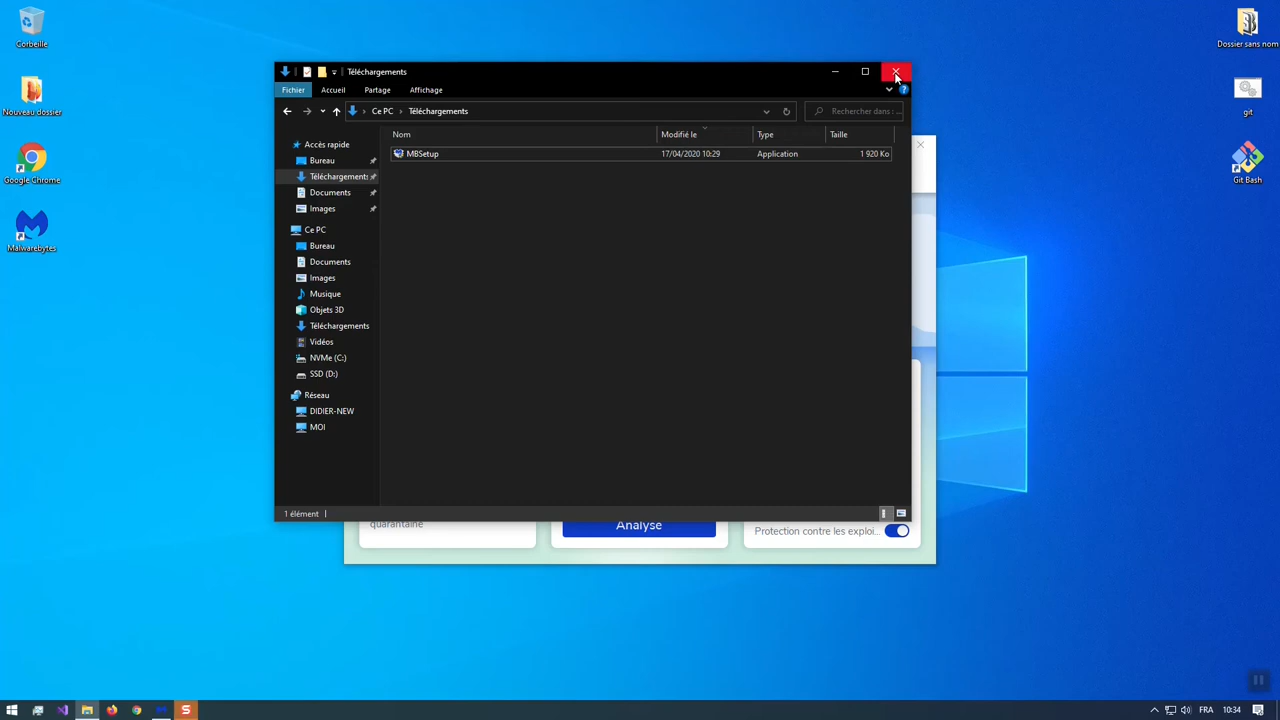 Corbeille
Nouveau dossier
Google Chrome
Malwarebytes
Dossier sans nom
git
Git Bash
Téléchargements
Fichier Accueil Partage Affichage
Ce PC > Téléchargements
Rechercher dans : ...
Nom Modifié le Type Taille
MBSetup 17/04/2020 10:29 Application 1 920 Ko
Accès rapide
Bureau
Téléchargements
Documents
Images
Ce PC
Bureau
Documents
Images
Musique
Objets 3D
Téléchargements
Vidéos
NVMe (C:)
SSD (D:)
Réseau
DIDIER-NEW
MOI
1 élément
quarantaine
Analyse
Protection contre les exploi...
FRA 10:34